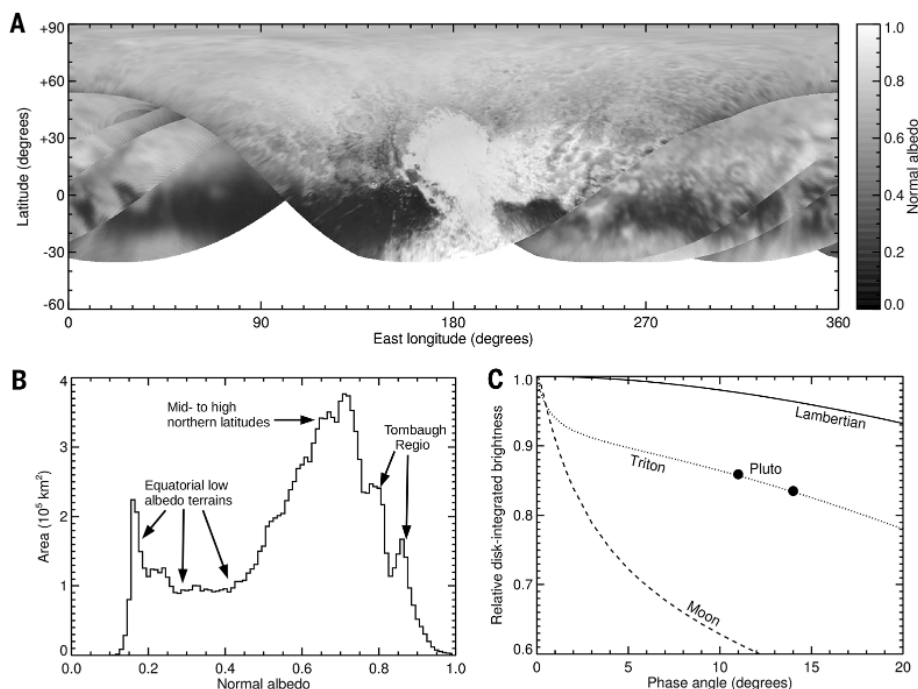 A
+90
+60
+30
0
-30
-60
Latitude (degrees)
0
90
180
270
360
East longitude (degrees)
1.0
0.8
0.6
0.4
0.2
0.0
Normal albedo
B
4
3
2
1
0
Area (10⁵ km²)
Mid- to high
northern latitudes
Tombaugh
Regio
Equatorial low
albedo terrains
0.0
0.2
0.4
0.6
0.8
1.0
Normal albedo
C
1.0
0.9
0.8
0.7
0.6
Relative disk-integrated brightness
Lambertian
Triton
Pluto
Moon
0
5
10
15
20
Phase angle (degrees)